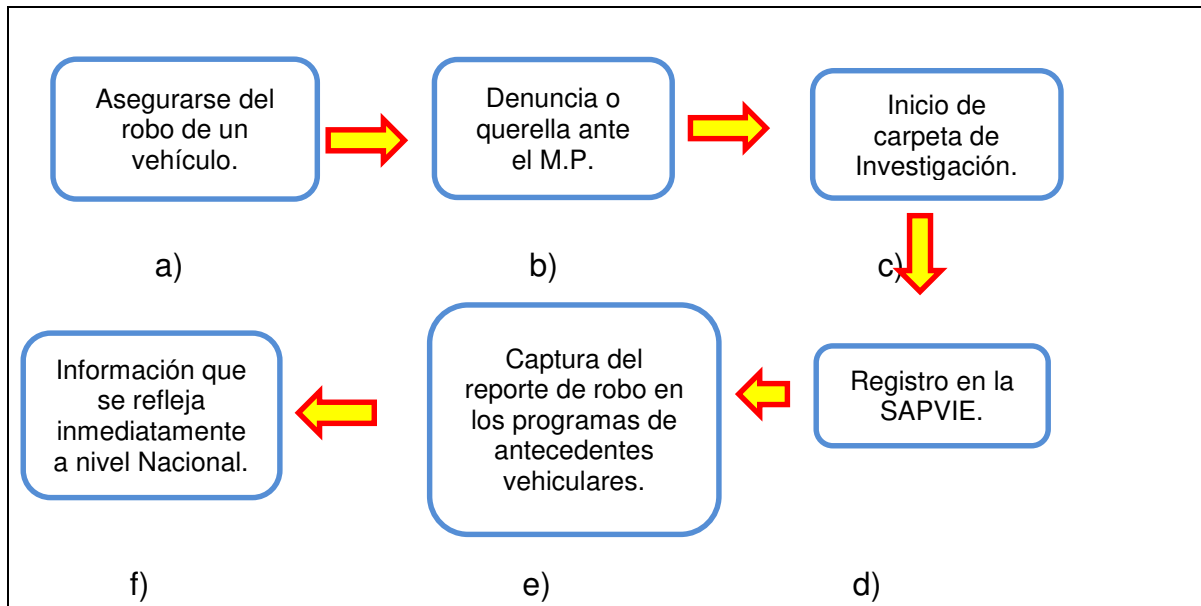 Asegurarse del
robo de un
vehículo.
Denuncia o
querella ante
el M.P.
Inicio de
carpeta de
Investigación.
a)
b)
c)
Información que
se refleja
inmediatamente
a nivel Nacional.
Captura del
reporte de robo en
los programas de
antecedentes
vehiculares.
Registro en la
SAPVIE.
f)
e)
d)